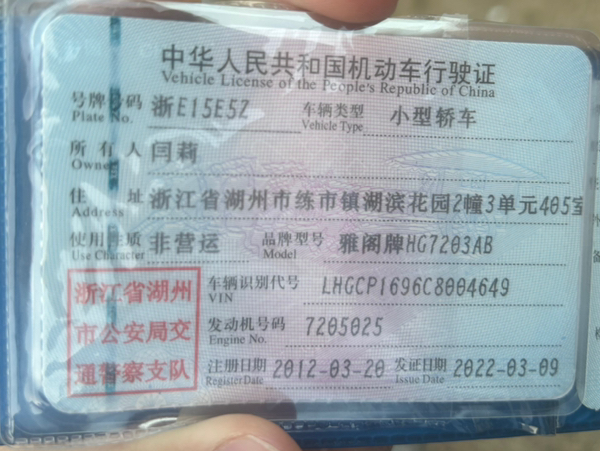 中华人民共和国机动车行驶证
Vehicle License of the People's Republic of China
号牌号码 浙E15E5Z 车辆类型 小型轿车
Plate No. Vehicle Type
所有人 闫莉
Owner
住址 浙江省湖州市练市镇湖滨花园2幢3单元405室
Address
使用性质 非营运 品牌型号 雅阁牌HG7203AB
Use Character Model
浙江省湖州
市公安局交
通警察支队
车辆识别代号 LHGCP1696C8004649
VIN
发动机号码 7205025
Engine No.
注册日期 2012-03-20 发证日期 2022-03-09
Register Date Issue Date